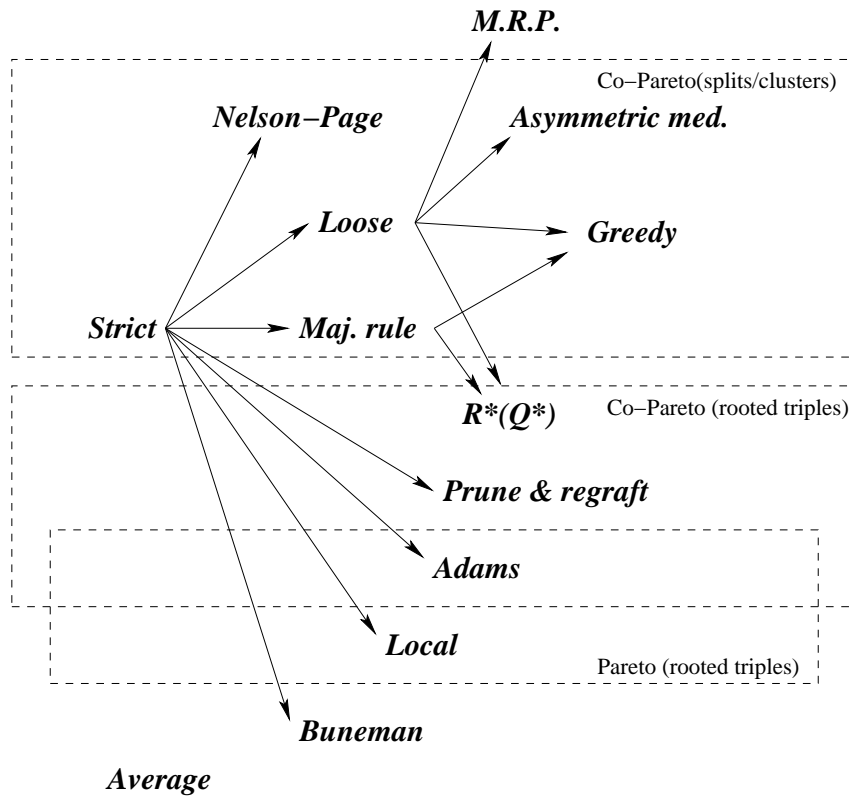 M.R.P.
Co−Pareto(splits/clusters)
Nelson−Page
Asymmetric med.
Loose
Greedy
Strict
Maj. rule
R*(Q*)
Co−Pareto (rooted triples)
Prune & regraft
Adams
Local
Pareto (rooted triples)
Buneman
Average